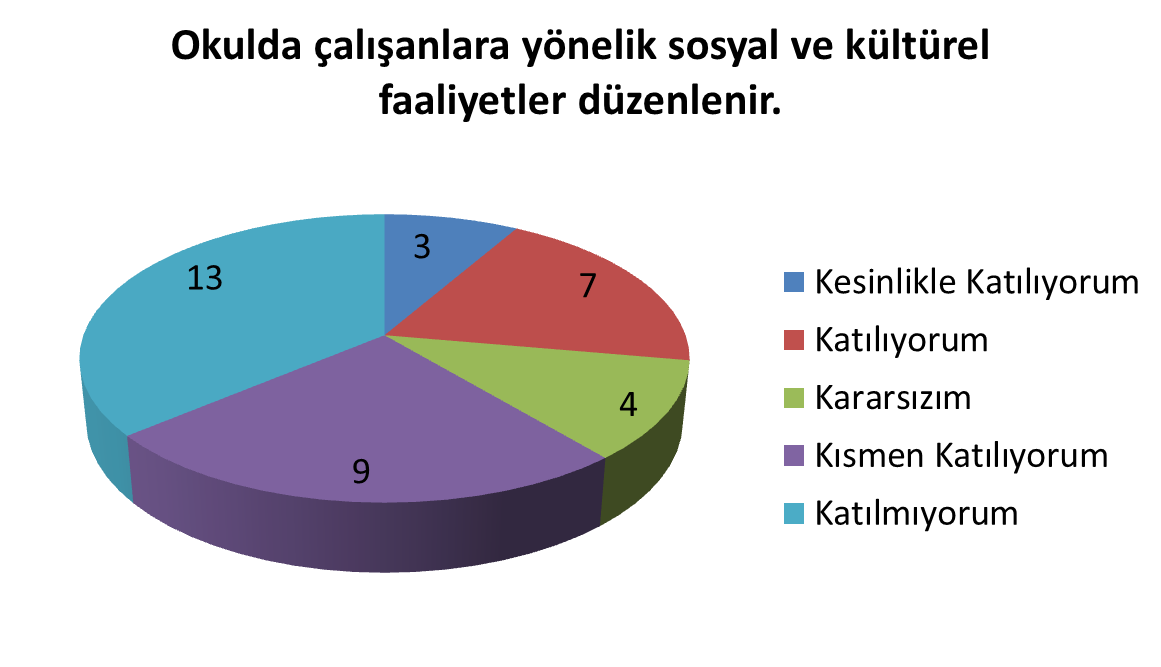 Okulda çalışanlara yönelik sosyal ve kültürel
faaliyetler düzenlenir.
3
7
4
9
13
Kesinlikle Katılıyorum
Katılıyorum
Kararsızım
Kısmen Katılıyorum
Katılmıyorum